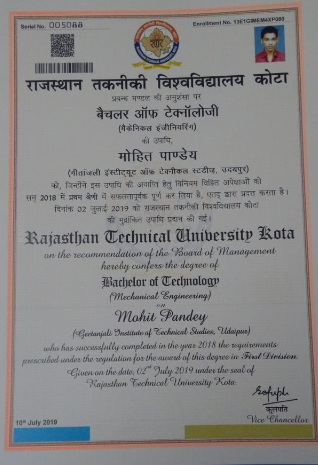 Serial No. 005088
Enrollment No. 13E1GIMEM4XP080
राजस्थान तकनीकी विश्वविद्यालय कोटा
प्रबन्ध मण्डल की अनुशंसा पर
बैचलर ऑफ टेक्नॉलोजी
(मैकेनिकल इंजीनियरिंग)
की उपाधि,
मोहित पाण्डेय
(गीतांजली इंस्टीट्यूट ऑफ टेक्नीकल स्टडीज, उदयपुर)
को, जिन्होंने इस उपाधि की अवाप्ति हेतु विनियम विहित अपेक्षाओं को
सन् 2018 में प्रथम श्रेणी में सफलतापूर्वक पूर्ण कर लिया है, प्रदान करता है।
दिनांक 02 जुलाई 2019 को राजस्थान तकनीकी विश्वविद्यालय कोटा
की मुद्रांकित उपाधि प्रदान की गई।
Rajasthan Technical University Kota
on the recommendation of the Board of Management
hereby confers the degree of
Bachelor of Technology
(Mechanical Engineering)
on
Mohit Pandey
(Geetanjali Institute of Technical Studies, Udaipur)
who has successfully completed in the year 2018 the requirements
prescribed under the regulation for the award of this degree in First Division.
Given on the date, 02nd July 2019 under the seal of
Rajasthan Technical University Kota.
कुलपति
Vice Chancellor
10th July 2019